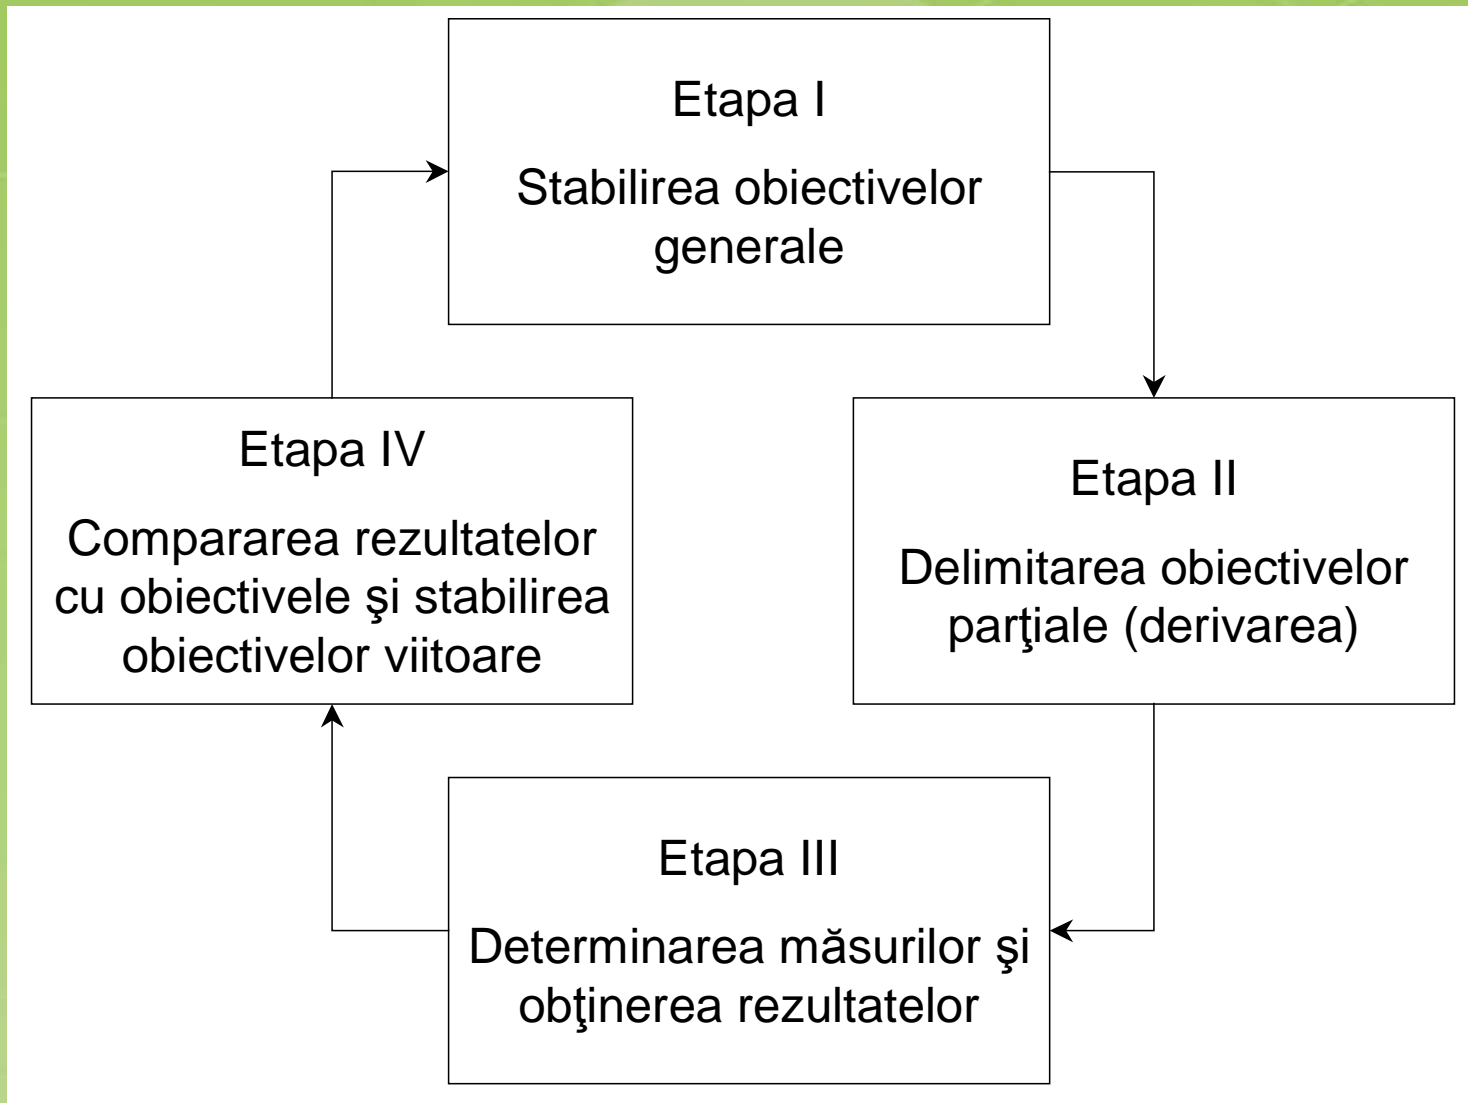 Etapa I
Stabilirea obiectivelor
generale
Etapa II
Delimitarea obiectivelor
parţiale (derivarea)
Etapa III
Determinarea măsurilor şi
obţinerea rezultatelor
Etapa IV
Compararea rezultatelor
cu obiectivele şi stabilirea
obiectivelor viitoare